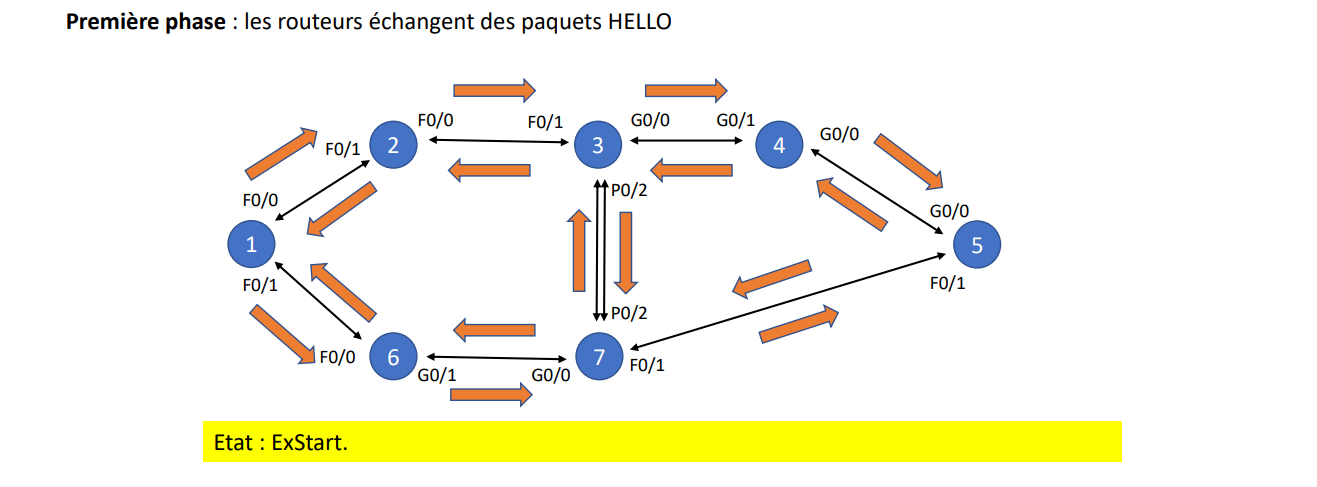 Première phase : les routeurs échangent des paquets HELLO
F0/0
F0/1
G0/0
G0/1
F0/1
2
3
4
G0/0
P0/2
F0/0
G0/0
1
5
F0/1
F0/1
P0/2
F0/0
6
7
F0/1
G0/1
G0/0
Etat : ExStart.